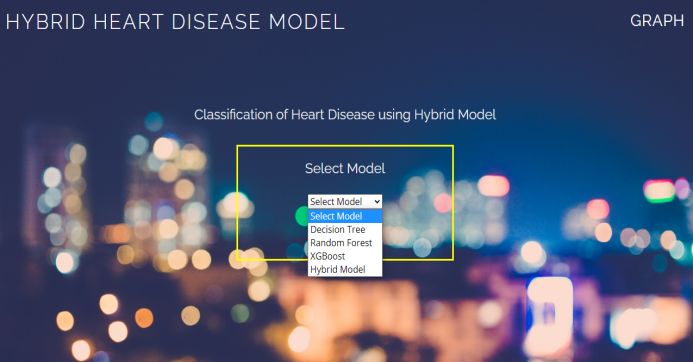 HYBRID HEART DISEASE MODEL
GRAPH
Classification of Heart Disease using Hybrid Model
Select Model
Select Model
Select Model
Decision Tree
Random Forest
XGBoost
Hybrid Model